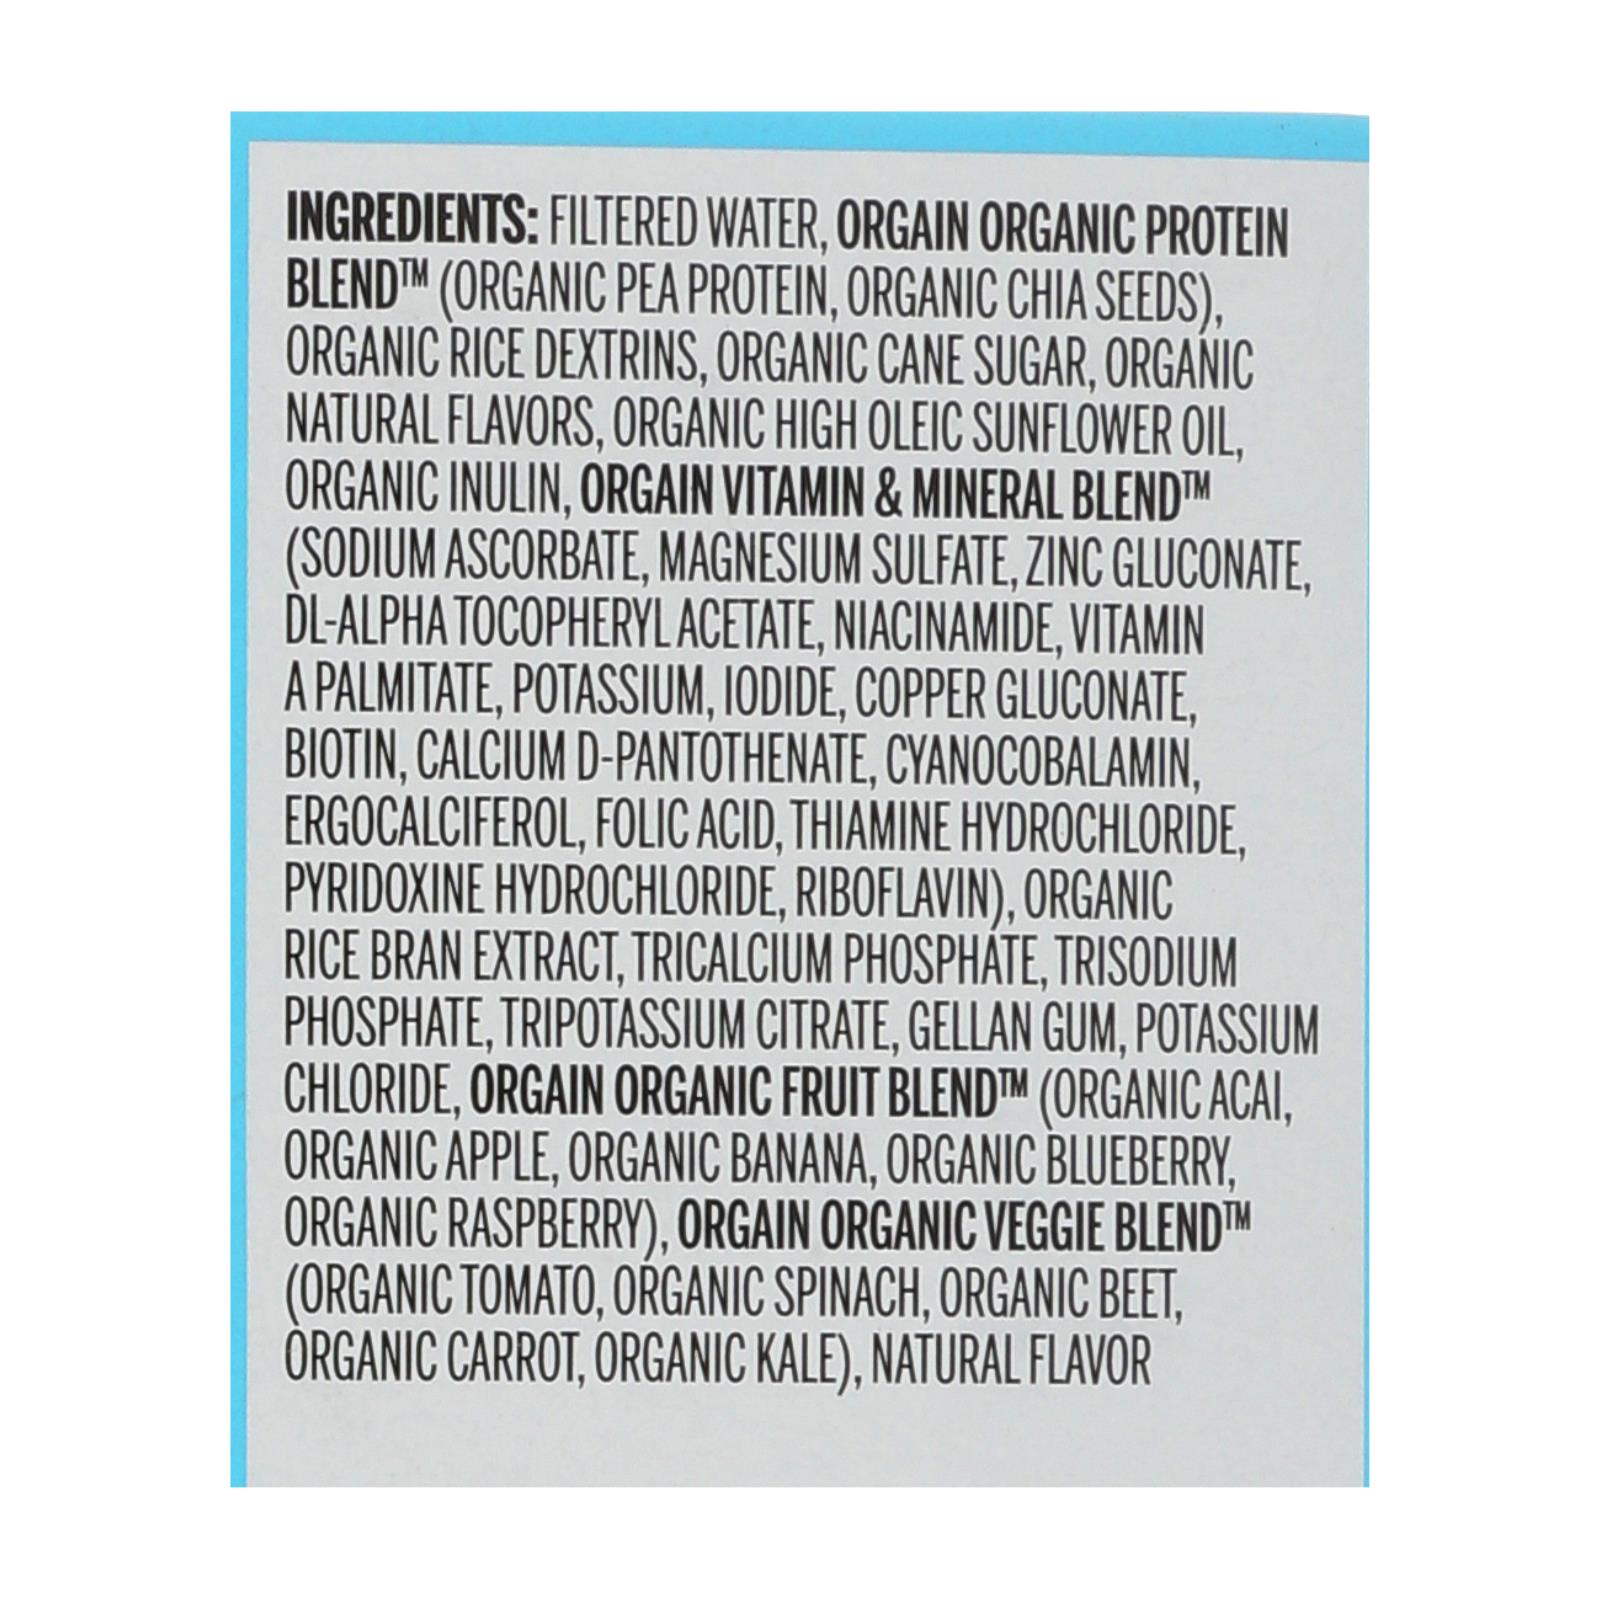 INGREDIENTS: FILTERED WATER, ORGAIN ORGANIC PROTEIN
BLEND™ (ORGANIC PEA PROTEIN, ORGANIC CHIA SEEDS),
ORGANIC RICE DEXTRINS, ORGANIC CANE SUGAR, ORGANIC
NATURAL FLAVORS, ORGANIC HIGH OLEIC SUNFLOWER OIL,
ORGANIC INULIN, ORGAIN VITAMIN & MINERAL BLEND™
(SODIUM ASCORBATE, MAGNESIUM SULFATE, ZINC GLUCONATE,
DL-ALPHA TOCOPHERYL ACETATE, NIACINAMIDE, VITAMIN
A PALMITATE, POTASSIUM, IODIDE, COPPER GLUCONATE,
BIOTIN, CALCIUM D-PANTOTHENATE, CYANOCOBALAMIN,
ERGOCALCIFEROL, FOLIC ACID, THIAMINE HYDROCHLORIDE,
PYRIDOXINE HYDROCHLORIDE, RIBOFLAVIN), ORGANIC
RICE BRAN EXTRACT, TRICALCIUM PHOSPHATE, TRISODIUM
PHOSPHATE, TRIPOTASSIUM CITRATE, GELLAN GUM, POTASSIUM
CHLORIDE, ORGAIN ORGANIC FRUIT BLEND™ (ORGANIC ACAI,
ORGANIC APPLE, ORGANIC BANANA, ORGANIC BLUEBERRY,
ORGANIC RASPBERRY), ORGAIN ORGANIC VEGGIE BLEND™
(ORGANIC TOMATO, ORGANIC SPINACH, ORGANIC BEET,
ORGANIC CARROT, ORGANIC KALE), NATURAL FLAVOR